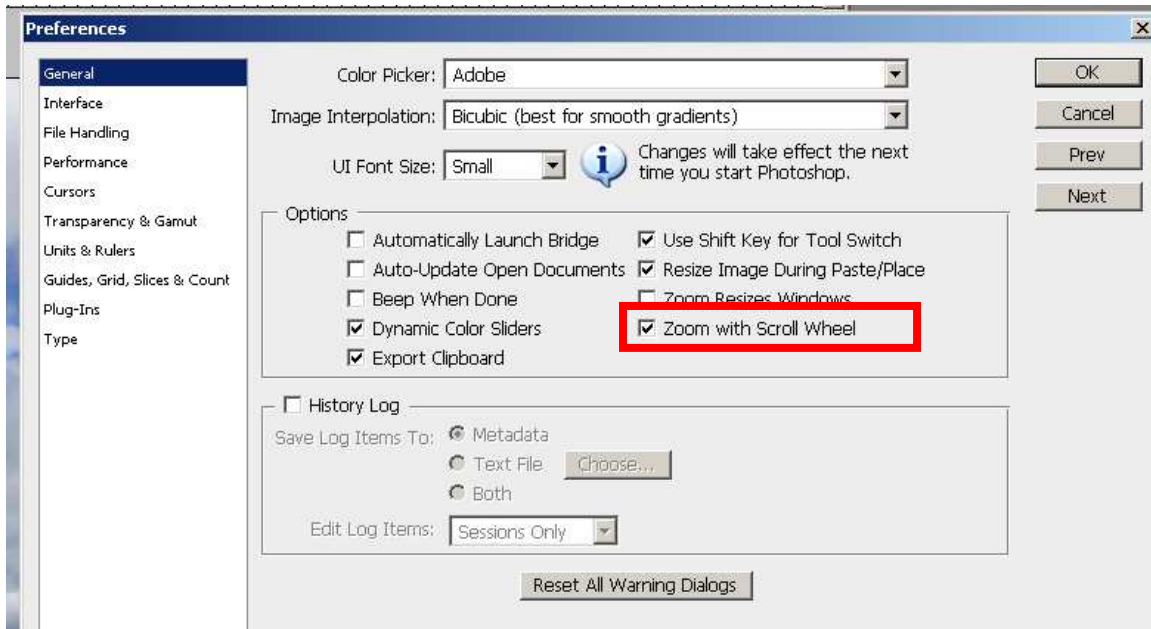 Preferences
General
Interface
File Handling
Performance
Cursors
Transparency & Gamut
Units & Rulers
Guides, Grid, Slices & Count
Plug-Ins
Type
Color Picker: Adobe
Image Interpolation: Bicubic (best for smooth gradients)
UI Font Size: Small
Changes will take effect the next
time you start Photoshop.
Options
Automatically Launch Bridge
Auto-Update Open Documents
Beep When Done
Dynamic Color Sliders
Export Clipboard
Use Shift Key for Tool Switch
Resize Image During Paste/Place
Zoom Resizes Windows
Zoom with Scroll Wheel
History Log
Save Log Items To: Metadata
Text File Choose...
Both
Edit Log Items: Sessions Only
Reset All Warning Dialogs
OK
Cancel
Prev
Next